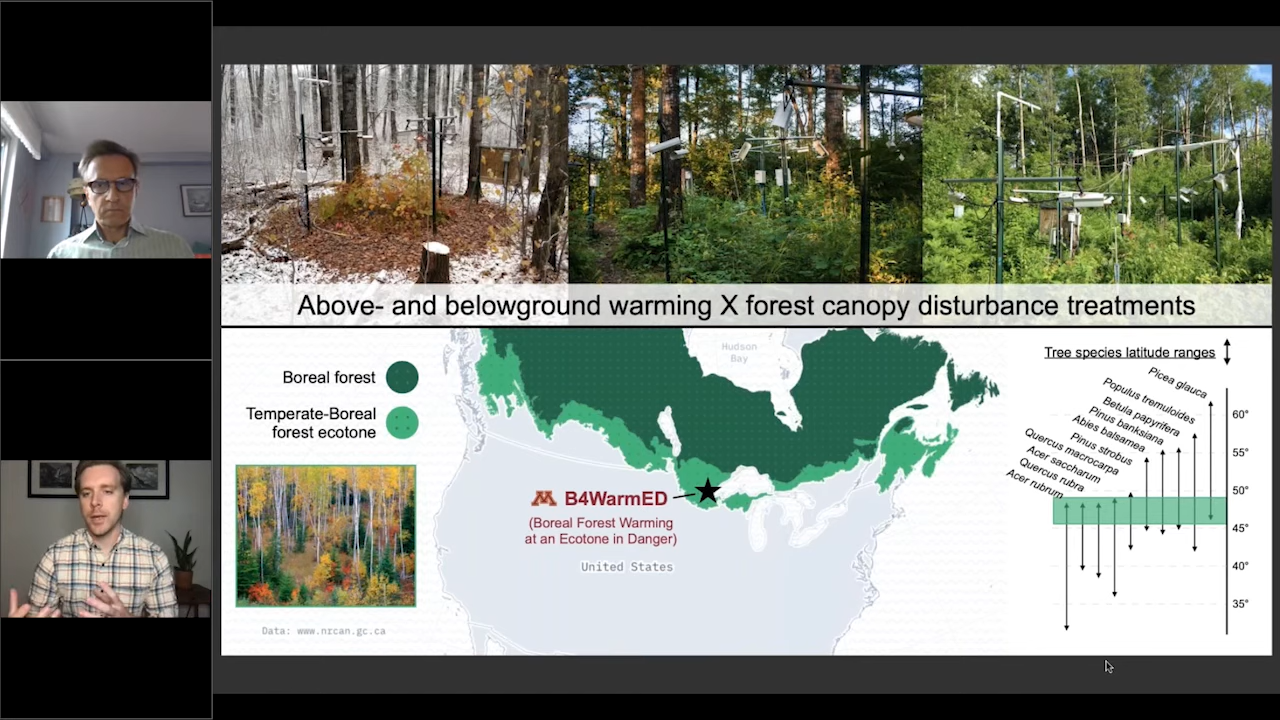 Above- and belowground warming X forest canopy disturbance treatments
Boreal forest
Temperate-Boreal
forest ecotone
Data: www.nrcan.gc.ca
Hudson
Bay
B4WarmED
(Boreal Forest Warming
at an Ecotone in Danger)
United States
Tree species latitude ranges
Picea glauca
Populus tremuloides
Betula papyrifera
Pinus banksiana
Abies balsamea
Pinus strobus
Quercus macrocarpa
Acer saccharum
Quercus rubra
Acer rubrum
60°
55°
50°
45°
40°
35°